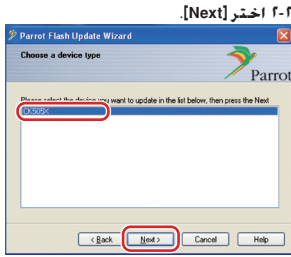 ٢-٢ اختر [Next].
Parrot Flash Update Wizard
Choose a device type
Parrot
Please select the device you want to update in the list below, then press the Next
< Back
Next >
Cancel
Help